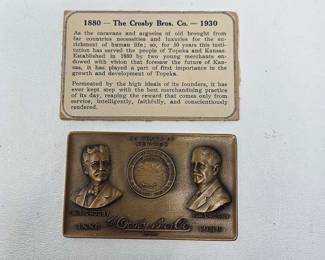 1880 — The Crosby Bros. Co. — 1930
As the caravans and argosies of old brought from
far countries necessities and luxuries for the en-
richment of human life; so, for 50 years this insti-
tution has served the people of Topeka and Kansas.
Established in 1880 by two young merchants en-
dowed with vision that foresaw the future of Kan-
sas, it has played a part of first importance in the
growth and development of Topeka.
Permeated by the high ideals of its founders, it has
ever kept step with the best merchandising practice
of its day, reaping the reward that comes only from
service, intelligently, faithfully, and conscientiously
rendered.
50 YEARS OF
SERVICE
1880
1930